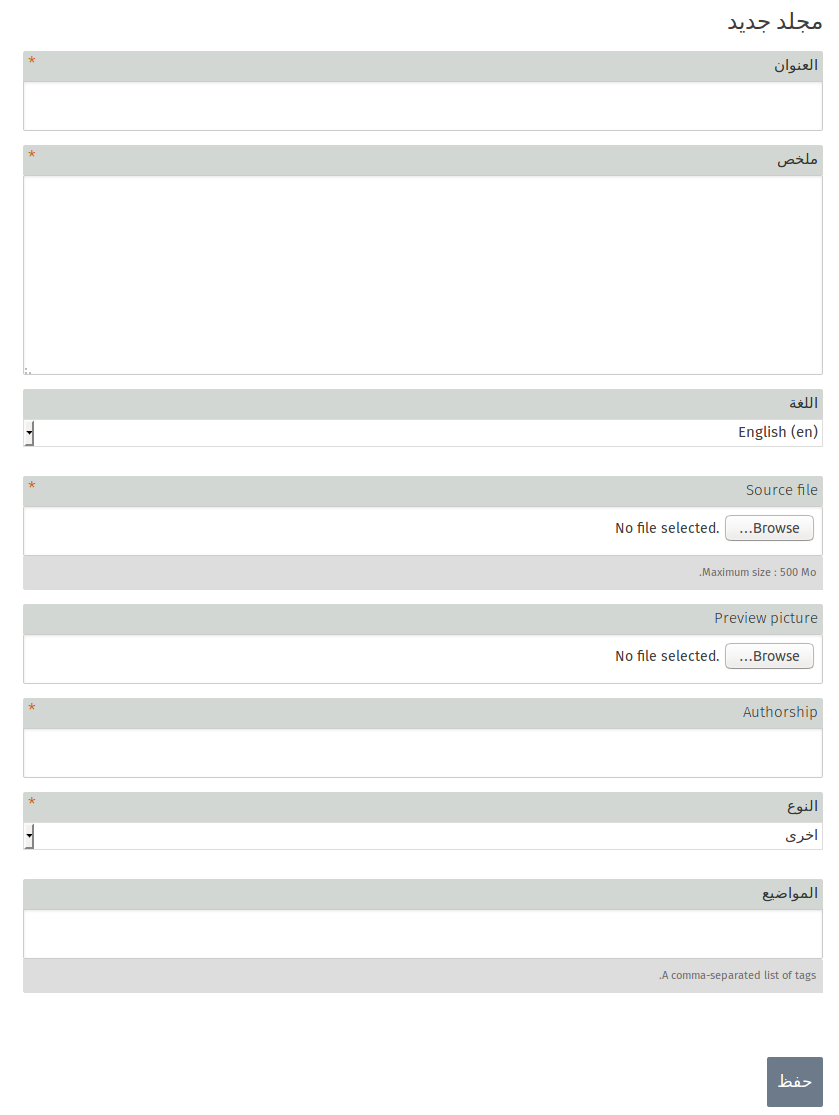 مجلد جديد
العنوان *
ملخص *
اللغة
English (en)
Source file *
Browse... No file selected.
Maximum size : 500 Mo.
Preview picture
Browse... No file selected.
Authorship *
النوع *
اخرى
المواضيع
A comma-separated list of tags.
حفظ